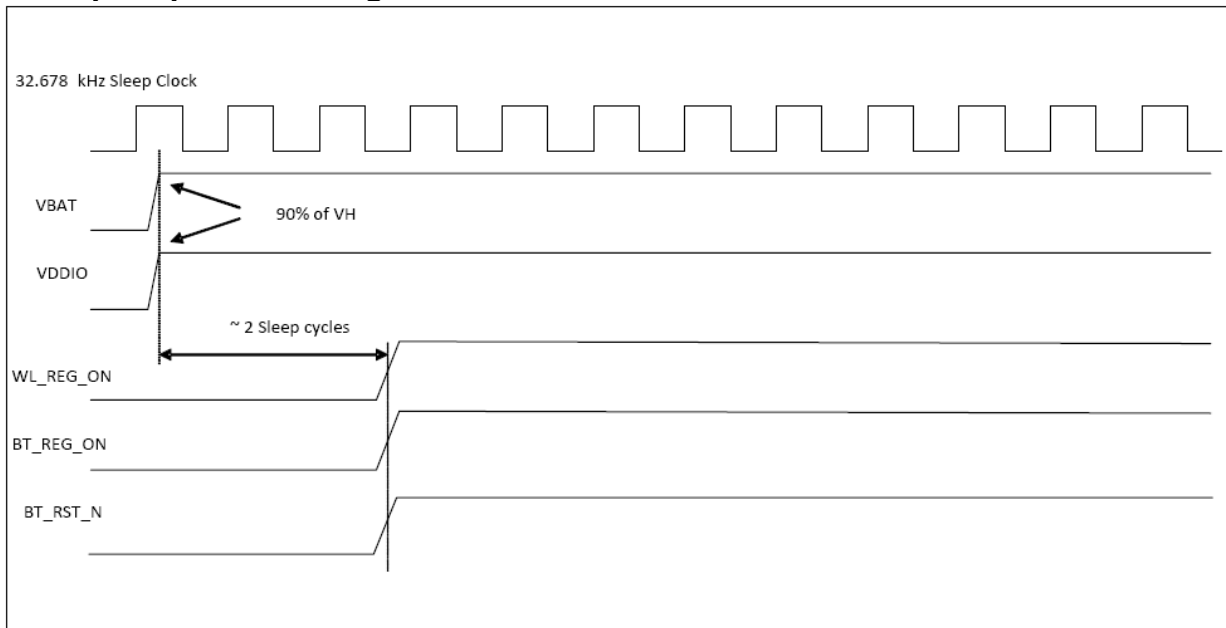 32.678 kHz Sleep Clock
VBAT
90% of VH
VDDIO
~ 2 Sleep cycles
WL_REG_ON
BT_REG_ON
BT_RST_N